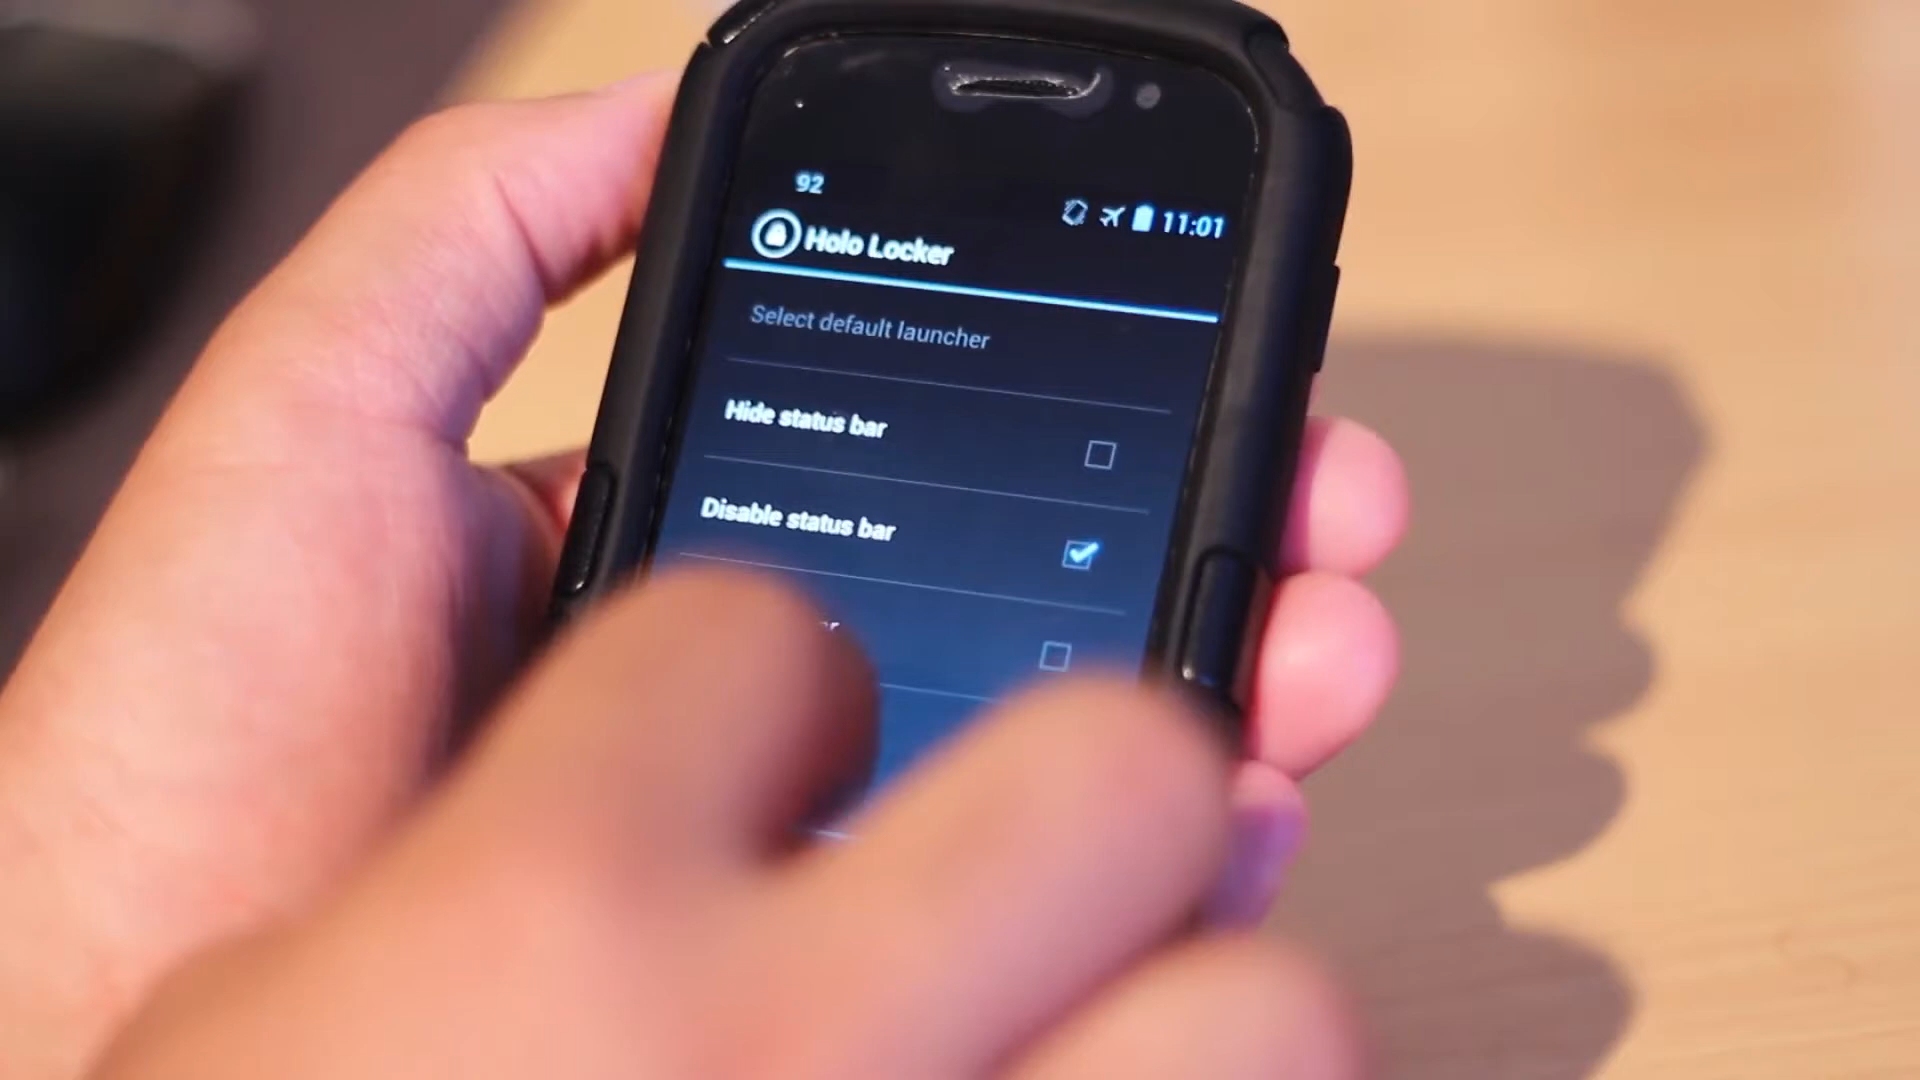 92
11:01
Holo Locker
Select default launcher
Hide status bar
Disable status bar